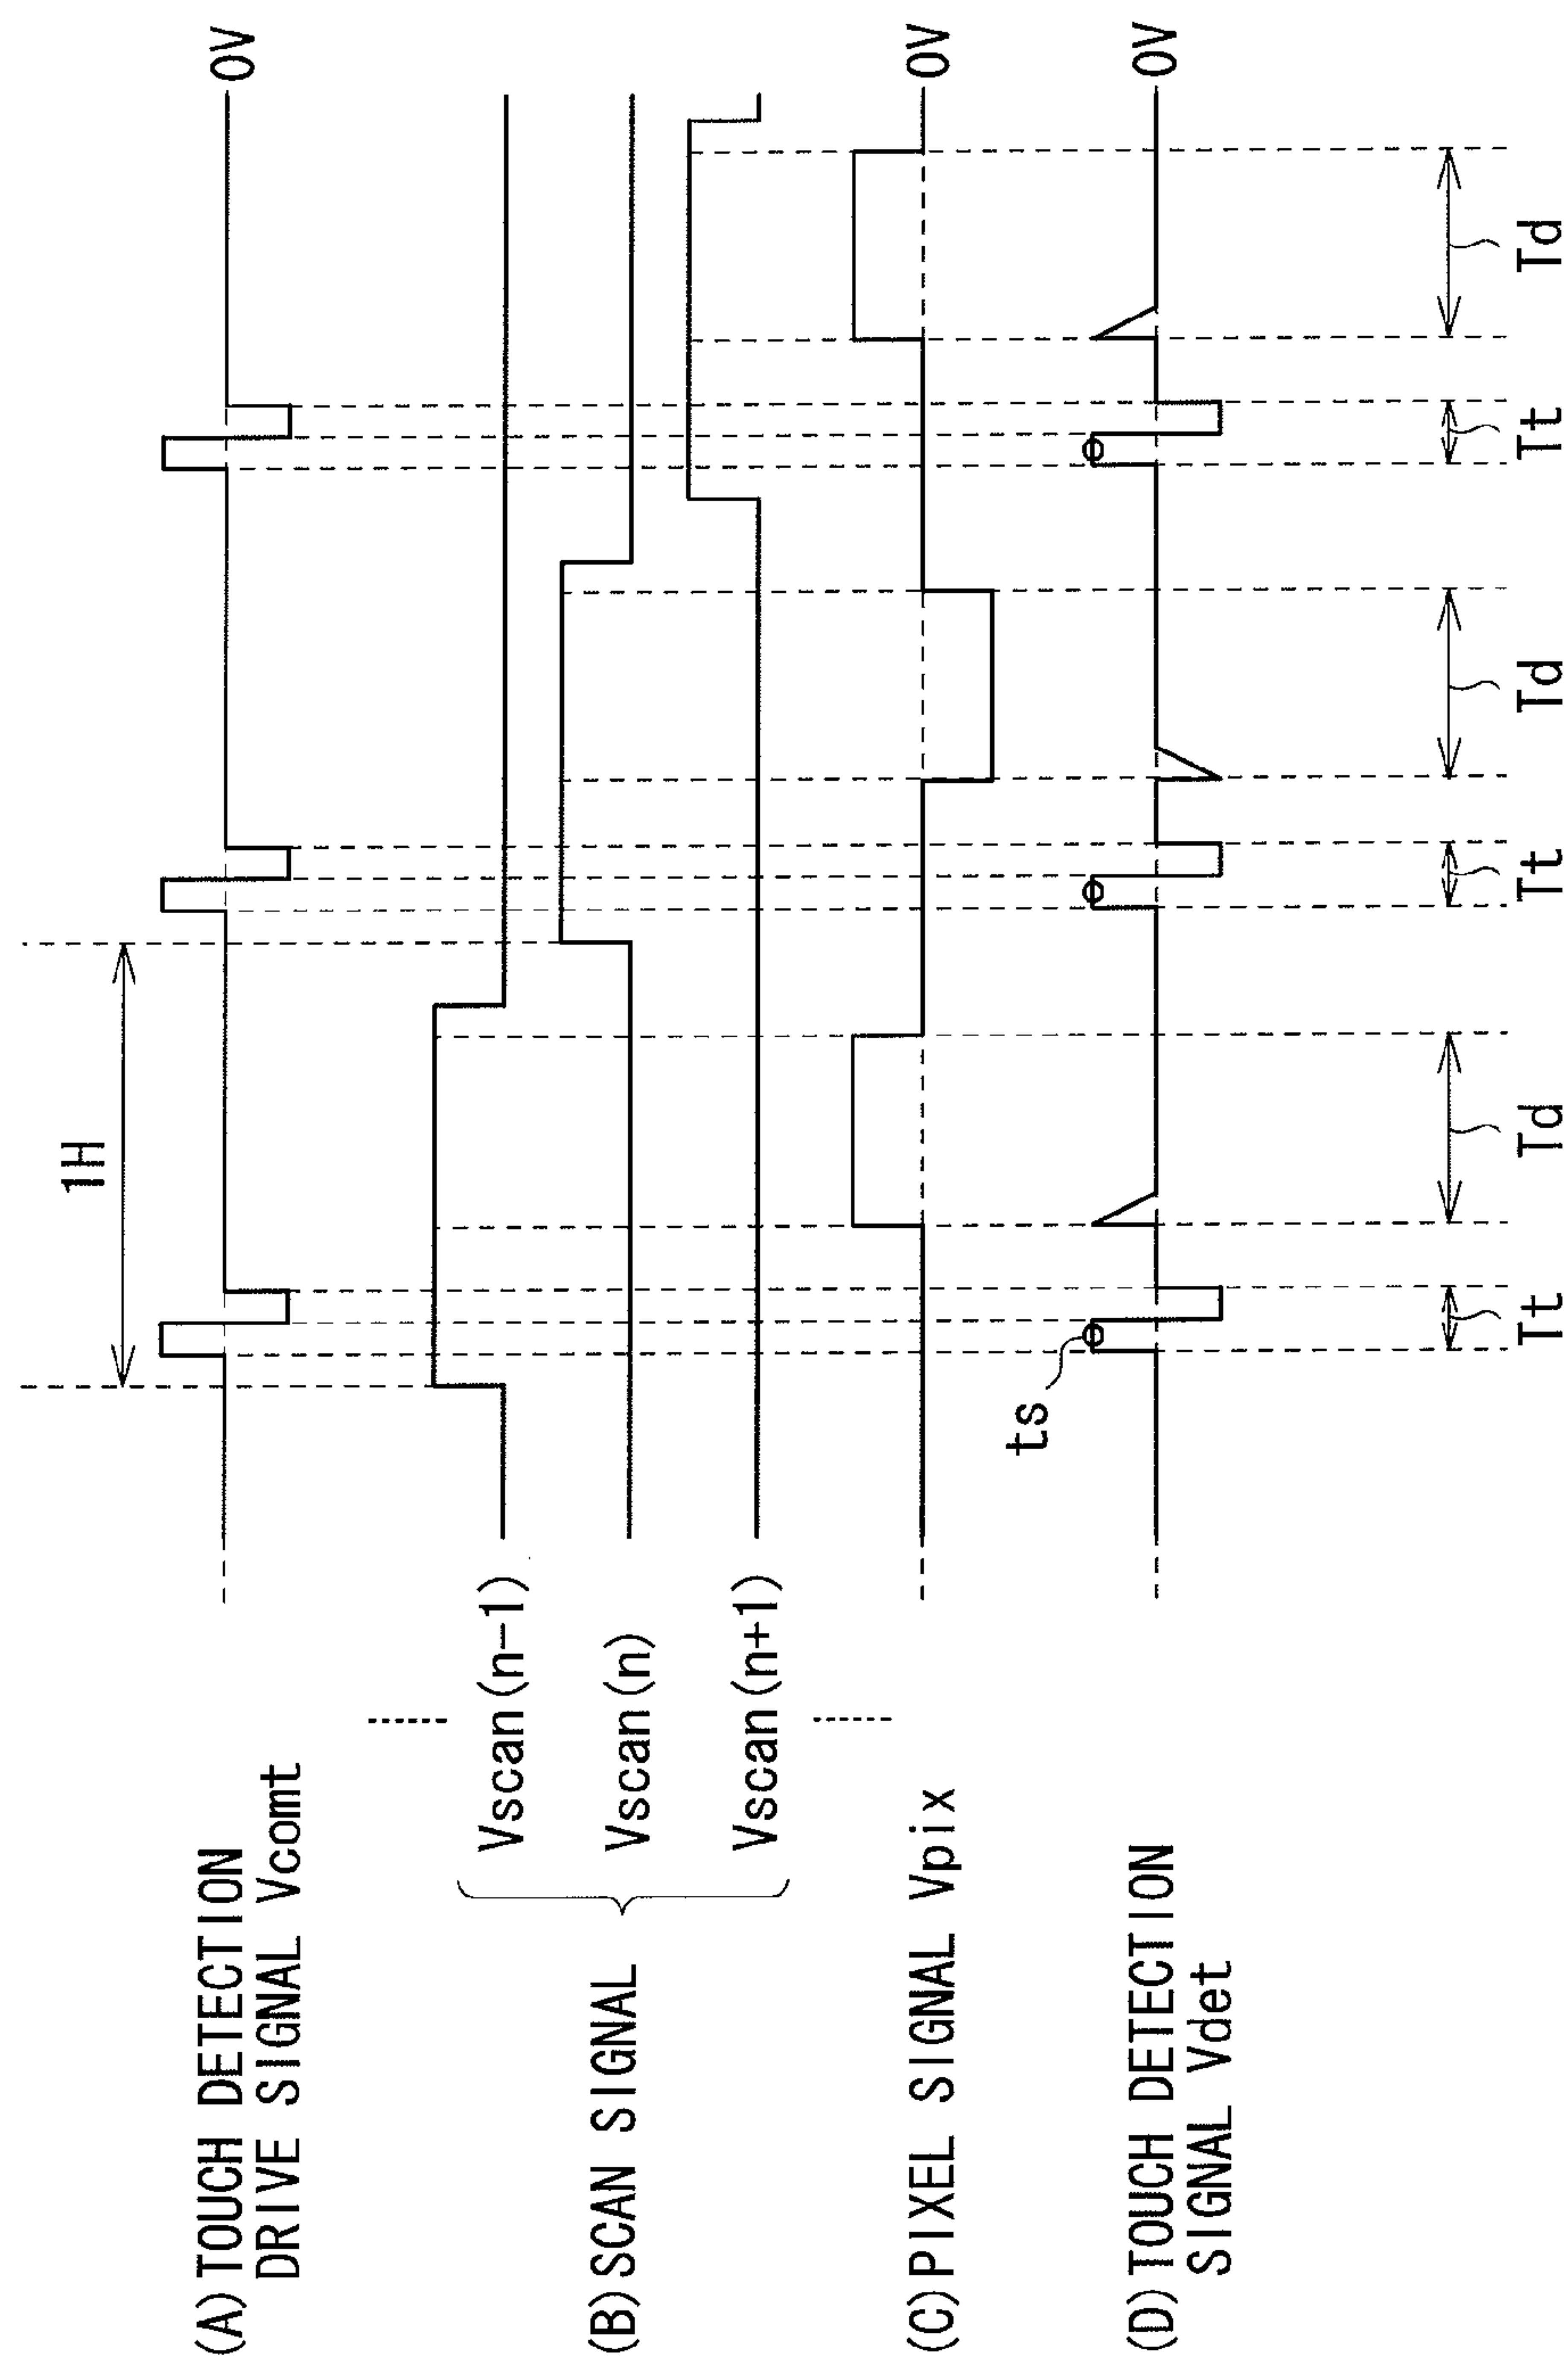 1H
0V
(A) TOUCH DETECTION
DRIVE SIGNAL Vcomt
Vscan(n-1)
(B) SCAN SIGNAL
Vscan(n)
Vscan(n+1)
(C) PIXEL SIGNAL Vpix
0V
ts
(D) TOUCH DETECTION
SIGNAL Vdet
0V
Tt
Td
Tt
Td
Tt
Td